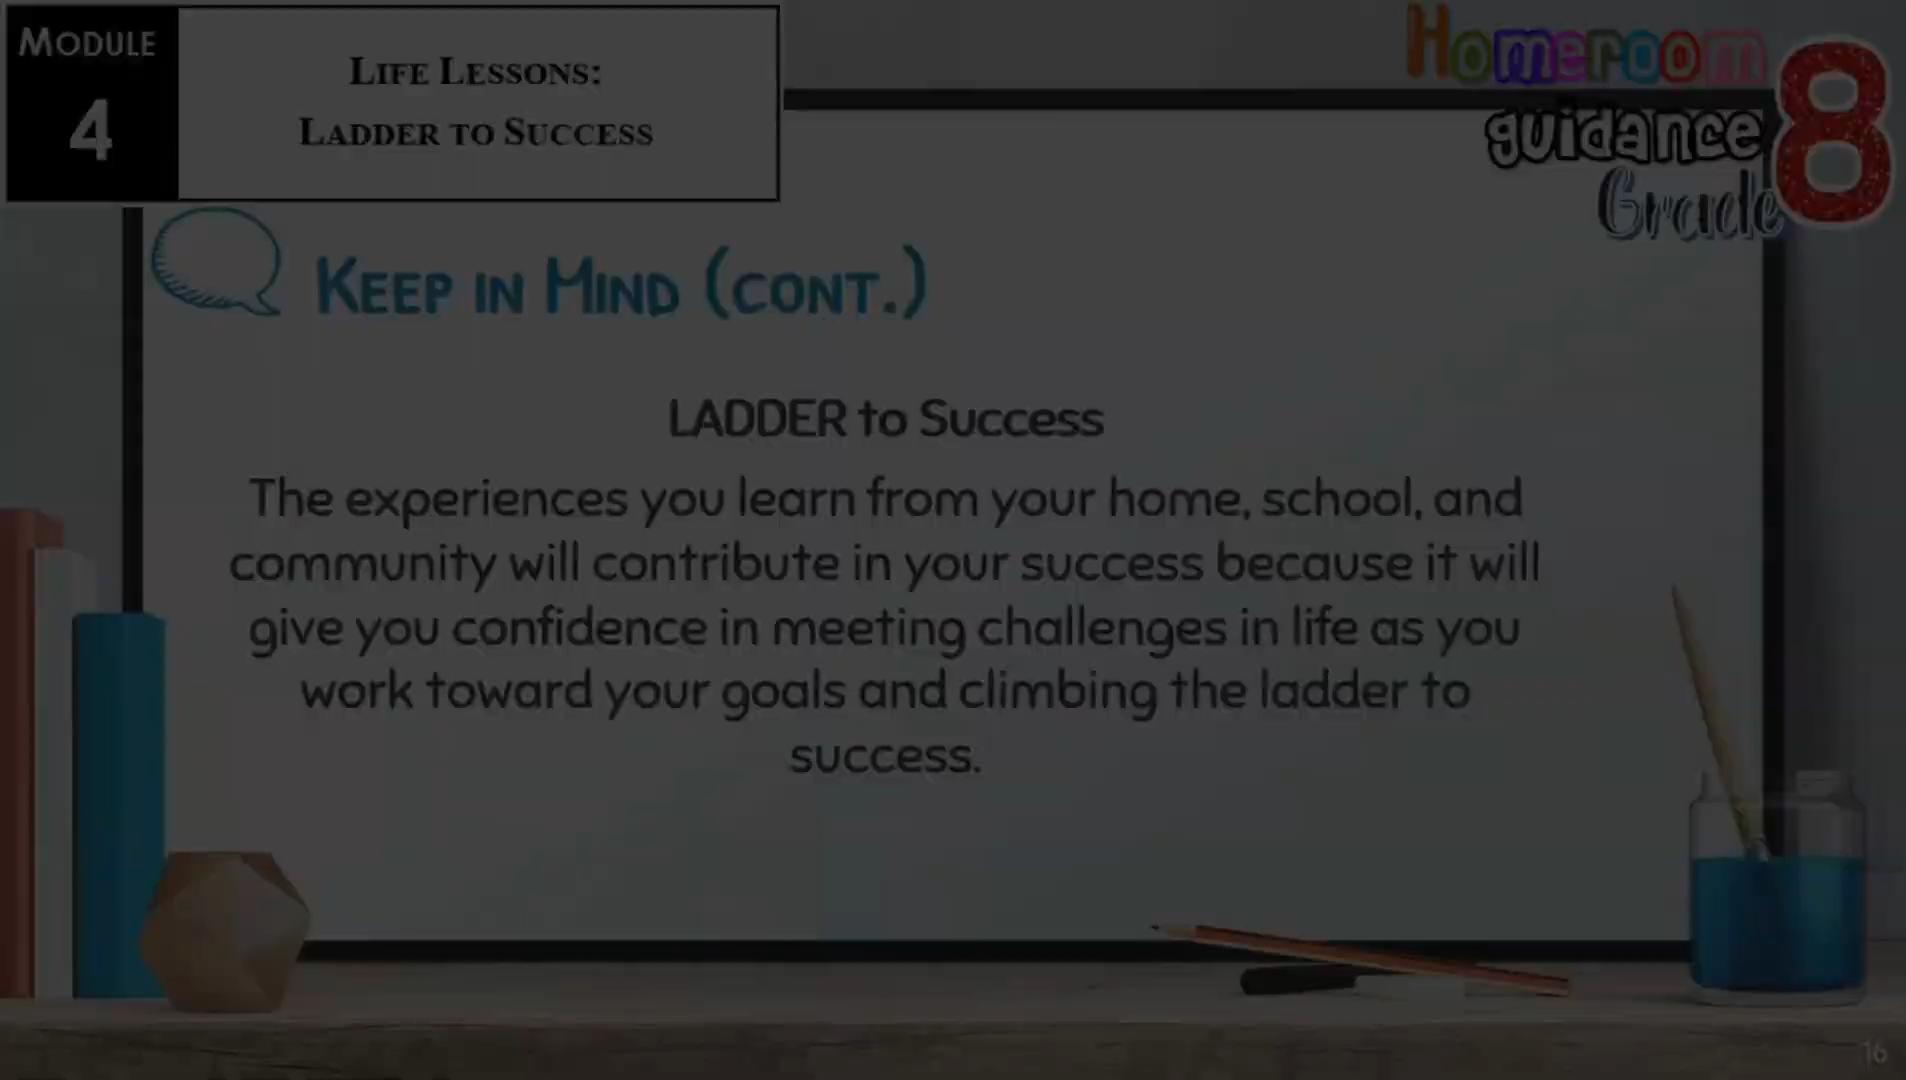 MODULE
4
LIFE LESSONS:
LADDER TO SUCCESS
Homeroom
guidance
Grade
8
KEEP IN MIND (CONT.)
LADDER to Success
The experiences you learn from your home, school, and
community will contribute in your success because it will
give you confidence in meeting challenges in life as you
work toward your goals and climbing the ladder to
success.
16